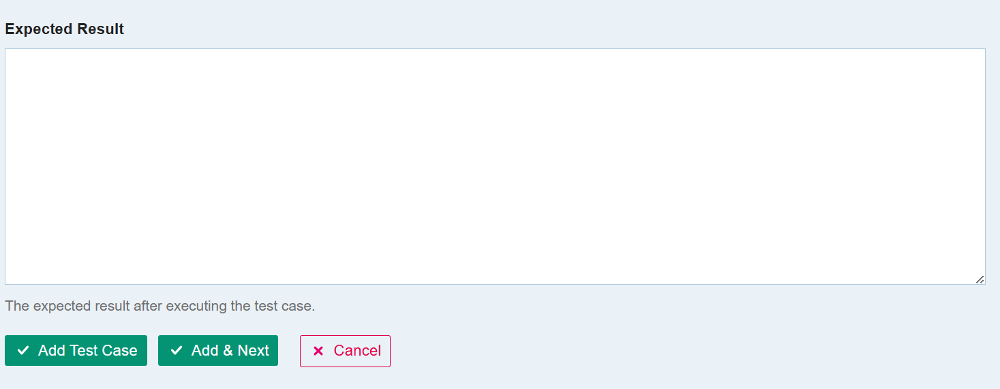 Expected Result
The expected result after executing the test case.
Add Test Case Add & Next Cancel